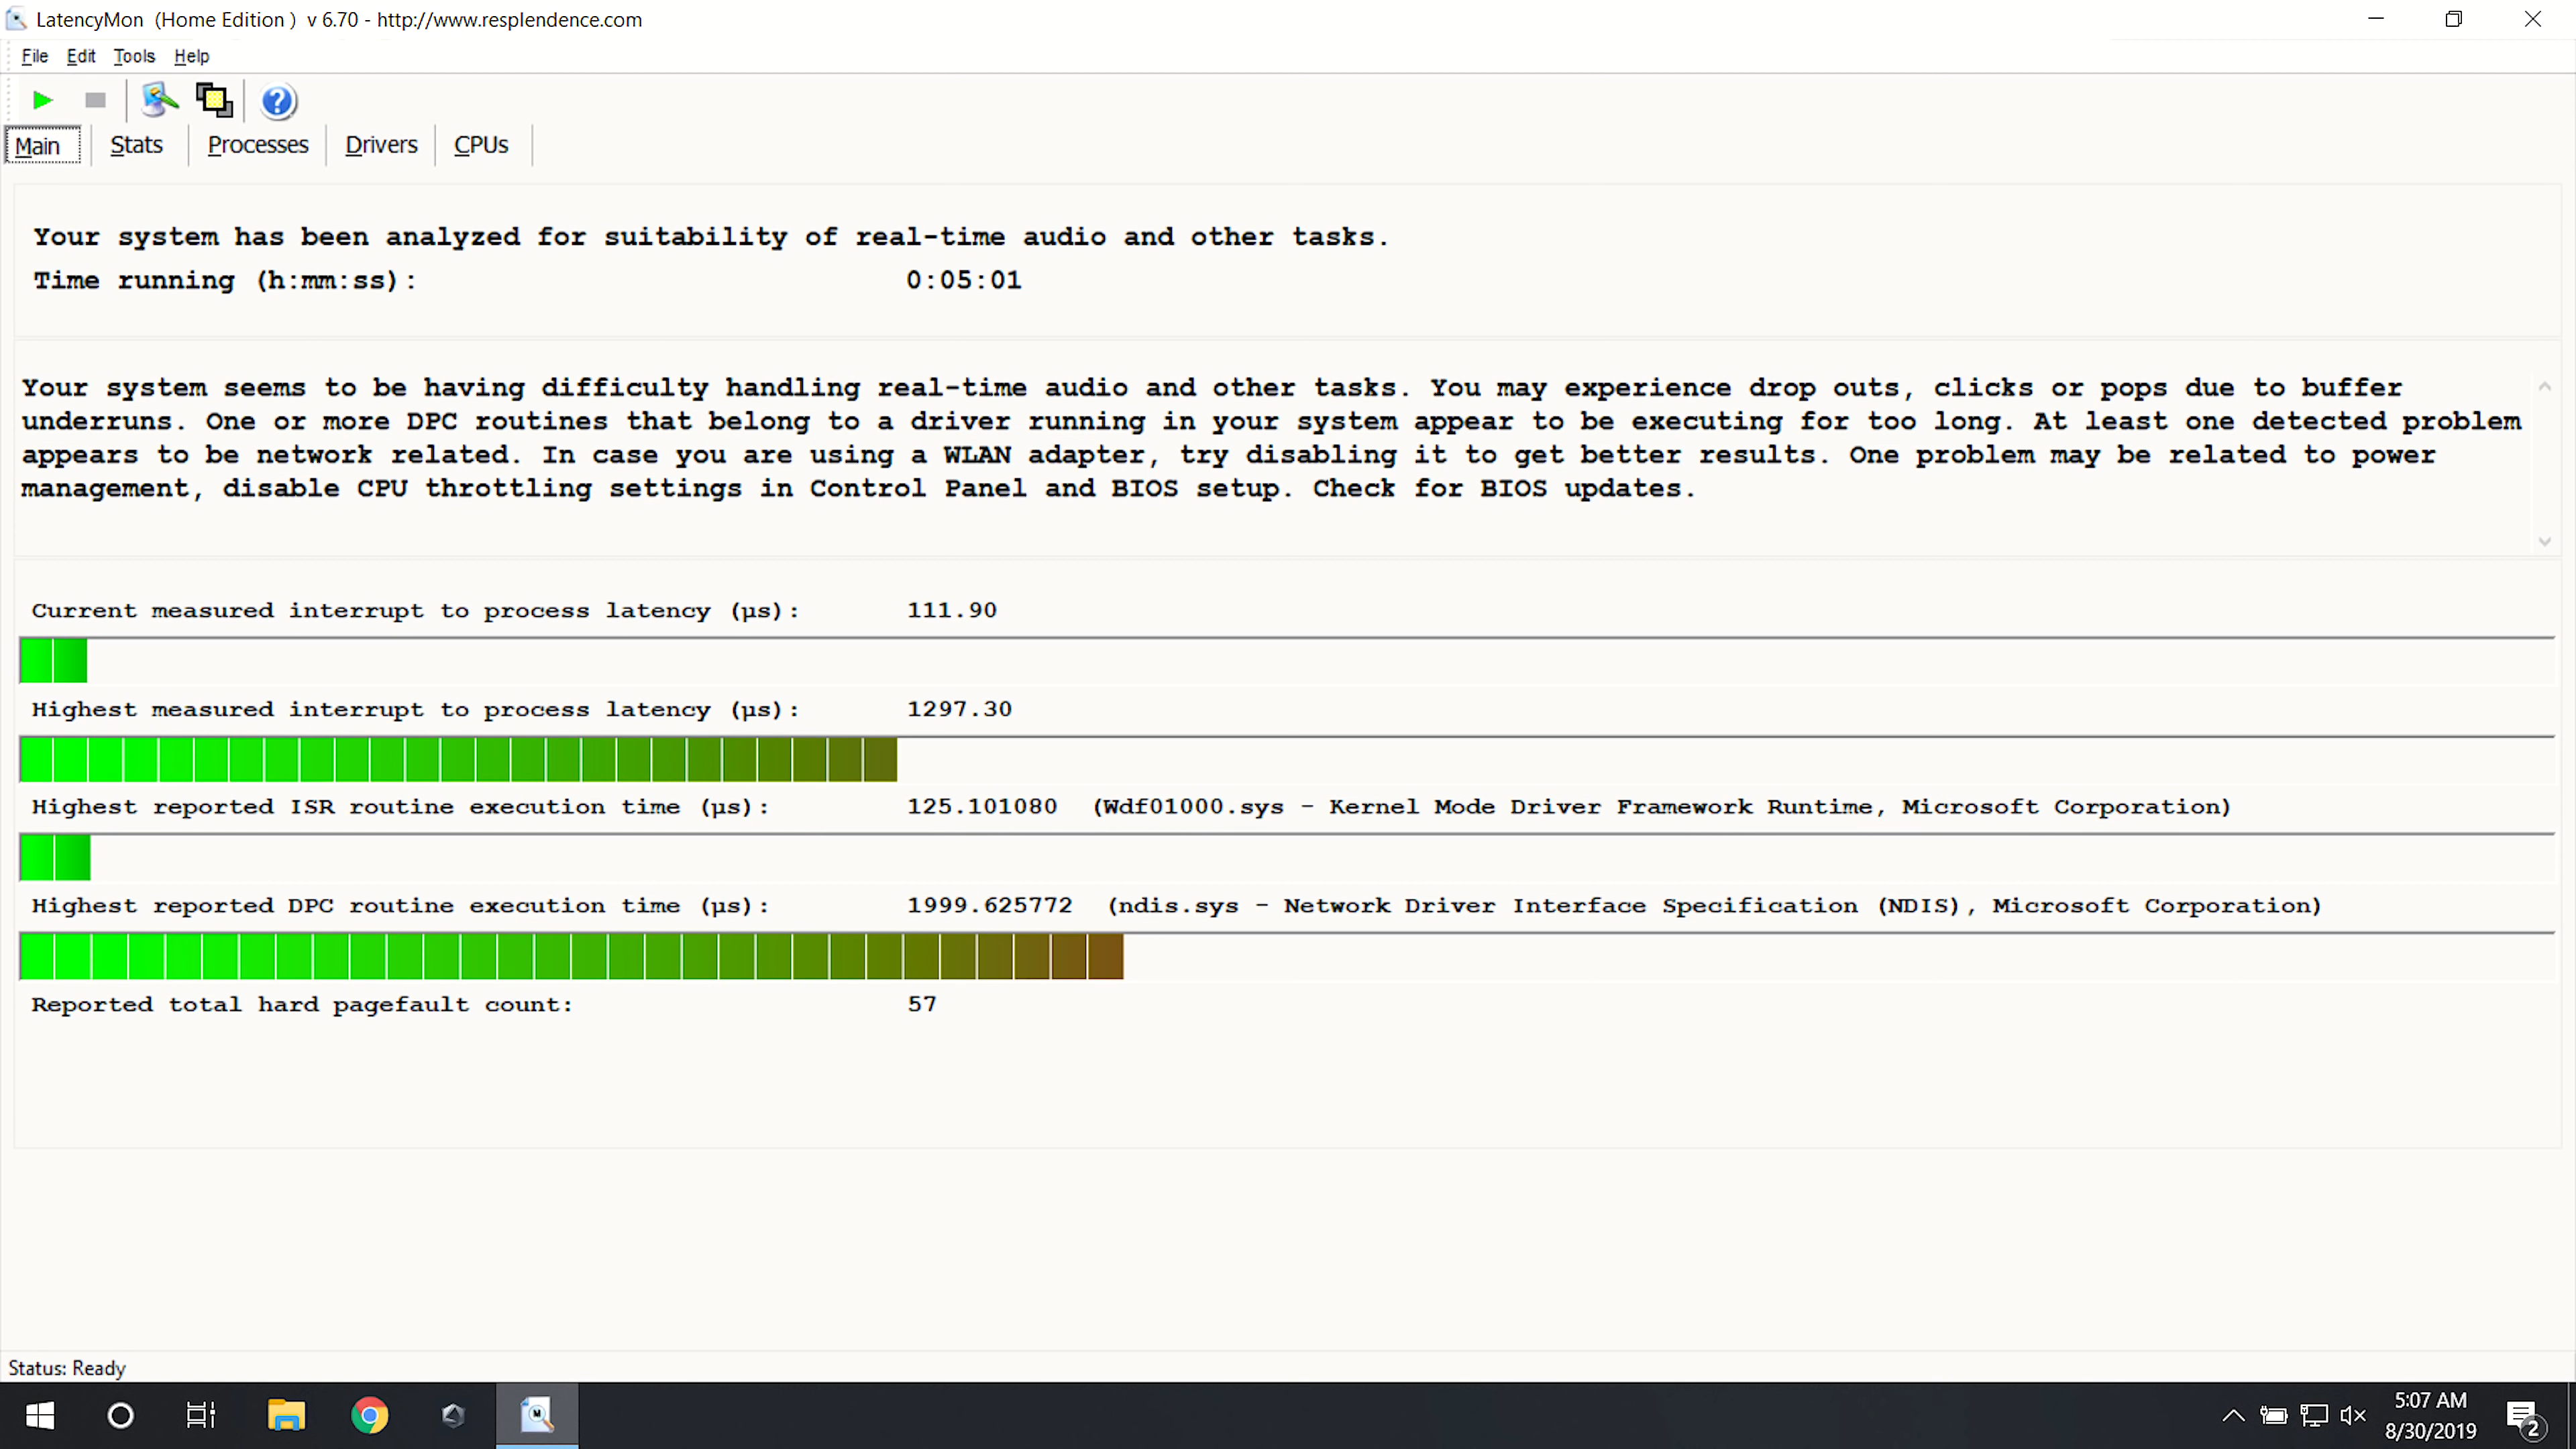 LatencyMon (Home Edition ) v 6.70 - http://www.resplendence.com
File Edit Tools Help
Main Stats Processes Drivers CPUs
Your system has been analyzed for suitability of real-time audio and other tasks.
Time running (h:mm:ss): 0:05:01
Your system seems to be having difficulty handling real-time audio and other tasks. You may experience drop outs, clicks or pops due to buffer
underruns. One or more DPC routines that belong to a driver running in your system appear to be executing for too long. At least one detected problem
appears to be network related. In case you are using a WLAN adapter, try disabling it to get better results. One problem may be related to power
management, disable CPU throttling settings in Control Panel and BIOS setup. Check for BIOS updates.
Current measured interrupt to process latency (µs): 111.90
Highest measured interrupt to process latency (µs): 1297.30
Highest reported ISR routine execution time (µs): 125.101080 (Wdf01000.sys - Kernel Mode Driver Framework Runtime, Microsoft Corporation)
Highest reported DPC routine execution time (µs): 1999.625772 (ndis.sys - Network Driver Interface Specification (NDIS), Microsoft Corporation)
Reported total hard pagefault count: 57
Status: Ready
5:07 AM
8/30/2019
2